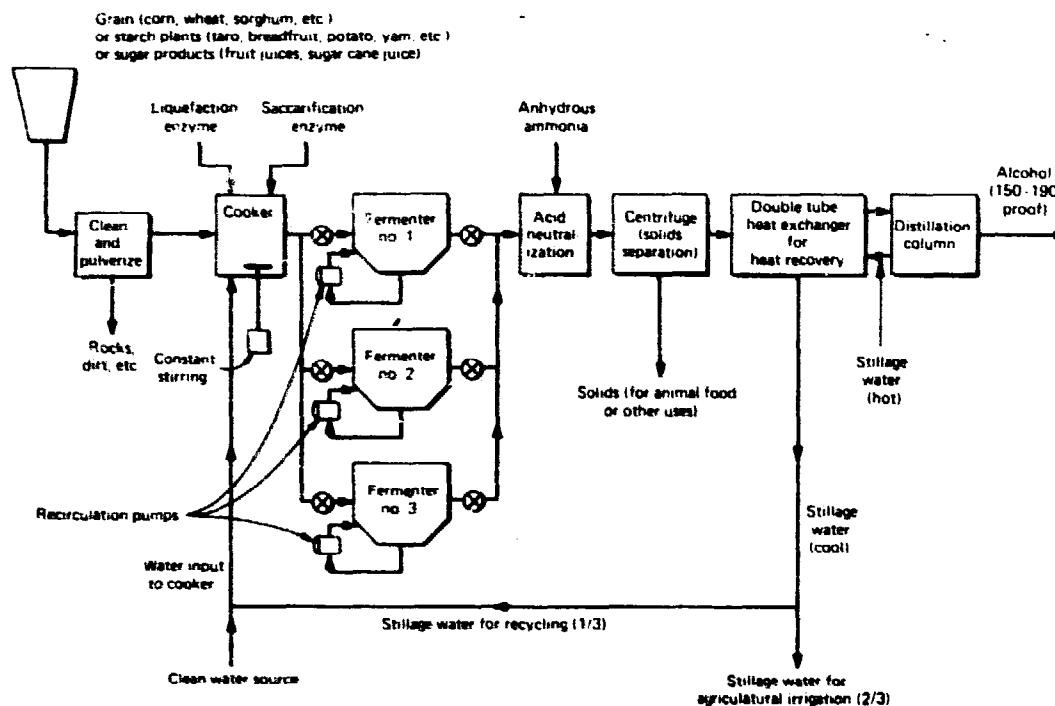 Grain (corn, wheat, sorghum, etc.)
or starch plants (taro, breadfruit, potato, yam, etc.)
or sugar products (fruit juices, sugar cane juice)
Liquefaction
enzyme
Saccarification
enzyme
Anhydrous
ammonia
Alcohol
(150-190
proof)
Clean
and
pulverize
Cooker
Fermenter
no. 1
Acid
neutral-
ization
Centrifuge
(solids
separation)
Double tube
heat exchanger
for
heat recovery
Distillation
column
Rocks,
dirt, etc
Constant
stirring
Fermenter
no. 2
Solids (for animal food
or other uses)
Stillage
water
(hot)
Fermenter
no. 3
Recirculation pumps
Stillage
water
(cool)
Water input
to cooker
Stillage water for recycling (1/3)
Clean water source
Stillage water for
agriculatural irrigation (2/3)